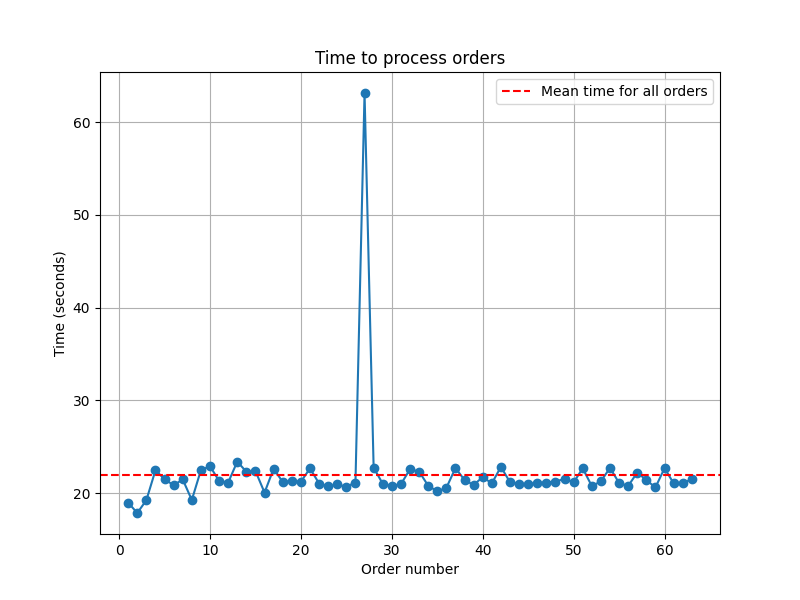 Time to process orders
Mean time for all orders
Time (seconds)
60
50
40
30
20
0 10 20 30 40 50 60
Order number